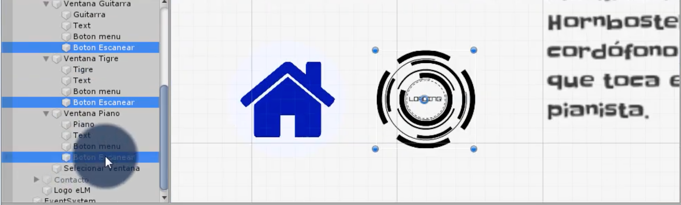 Ventana Guitarra
Guitarra
Text
Boton menu
Boton Escanear
Ventana Tigre
Tigre
Text
Boton menu
Boton Escanear
Ventana Piano
Piano
Text
Boton menu
Boton Escanear
Seleccionar Ventana
Contacto
Logo eLM
EventSystem
LOADING
Hornboste
cordófono
que toca e
pianista.